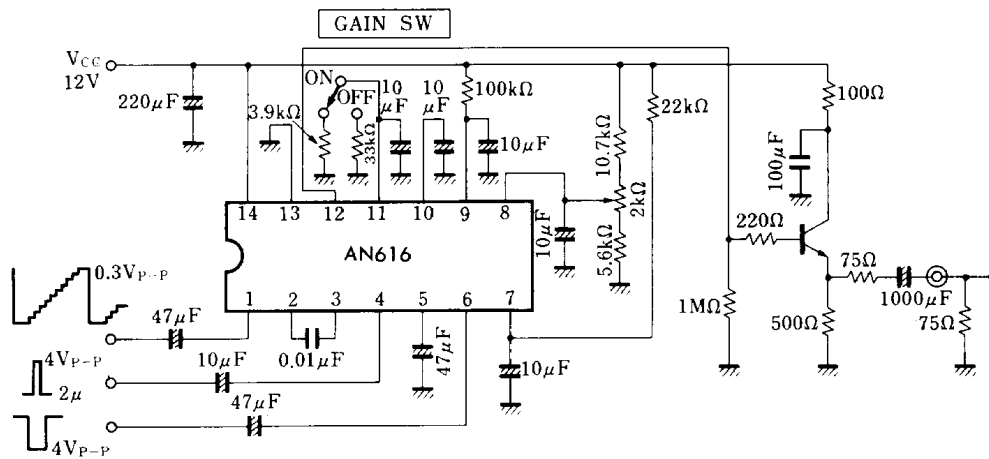 GAIN SW
VCC
12V
220μF
ON
OFF
3.9kΩ
33kΩ
10
μF
10
μF
100kΩ
10μF
10.7kΩ
2kΩ
5.6kΩ
22kΩ
100Ω
100μF
14 13 12 11 10 9 8
AN616
1 2 3 4 5 6 7
10μF
220Ω
1MΩ
500Ω
75Ω
1000μF
75Ω
0.3VP-P
47μF
0.01μF
4VP-P
2μ
10μF
47μF
10μF
47μF
4VP-P